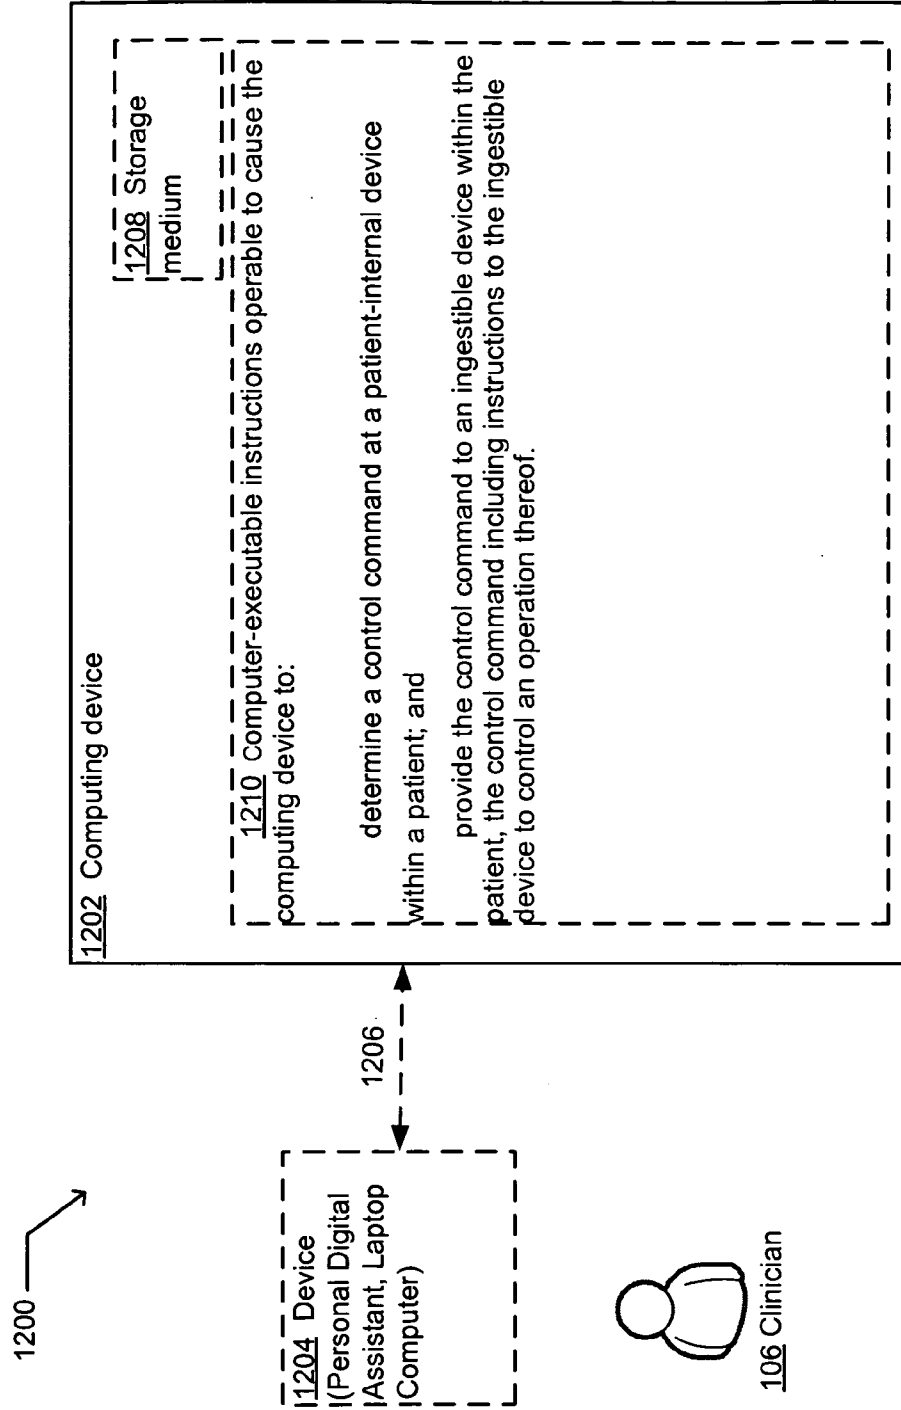 1200
1202 Computing device
1208 Storage
medium
1210 Computer-executable instructions operable to cause the
computing device to:
determine a control command at a patient-internal device
within a patient; and
provide the control command to an ingestible device within the
patient, the control command including instructions to the ingestible
device to control an operation thereof.
1206
1204 Device
(Personal Digital
Assistant, Laptop
Computer)
106 Clinician